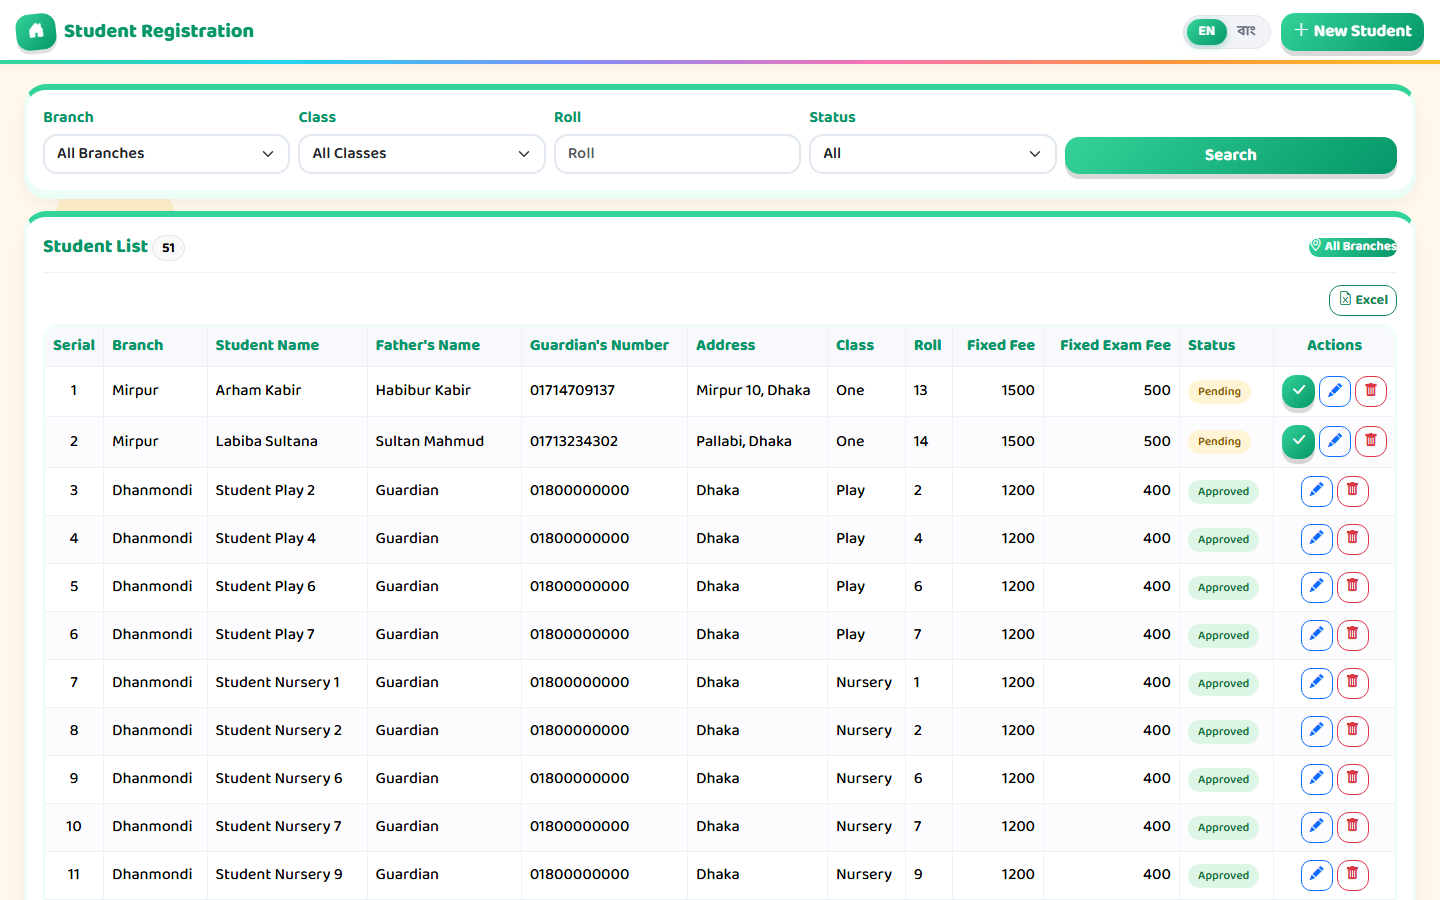 Student Registration
EN
বাং
New Student
Branch
Class
Roll
Status
All Branches
All Classes
Roll
All
Search
Student List 51
All Branches
Excel
Serial Branch Student Name Father's Name Guardian's Number Address Class Roll Fixed Fee Fixed Exam Fee Status Actions
1 Mirpur Arham Kabir Habibur Kabir 01714709137 Mirpur 10, Dhaka One 13 1500 500 Pending
2 Mirpur Labiba Sultana Sultan Mahmud 01713234302 Pallabi, Dhaka One 14 1500 500 Pending
3 Dhanmondi Student Play 2 Guardian 01800000000 Dhaka Play 2 1200 400 Approved
4 Dhanmondi Student Play 4 Guardian 01800000000 Dhaka Play 4 1200 400 Approved
5 Dhanmondi Student Play 6 Guardian 01800000000 Dhaka Play 6 1200 400 Approved
6 Dhanmondi Student Play 7 Guardian 01800000000 Dhaka Play 7 1200 400 Approved
7 Dhanmondi Student Nursery 1 Guardian 01800000000 Dhaka Nursery 1 1200 400 Approved
8 Dhanmondi Student Nursery 2 Guardian 01800000000 Dhaka Nursery 2 1200 400 Approved
9 Dhanmondi Student Nursery 6 Guardian 01800000000 Dhaka Nursery 6 1200 400 Approved
10 Dhanmondi Student Nursery 7 Guardian 01800000000 Dhaka Nursery 7 1200 400 Approved
11 Dhanmondi Student Nursery 9 Guardian 01800000000 Dhaka Nursery 9 1200 400 Approved